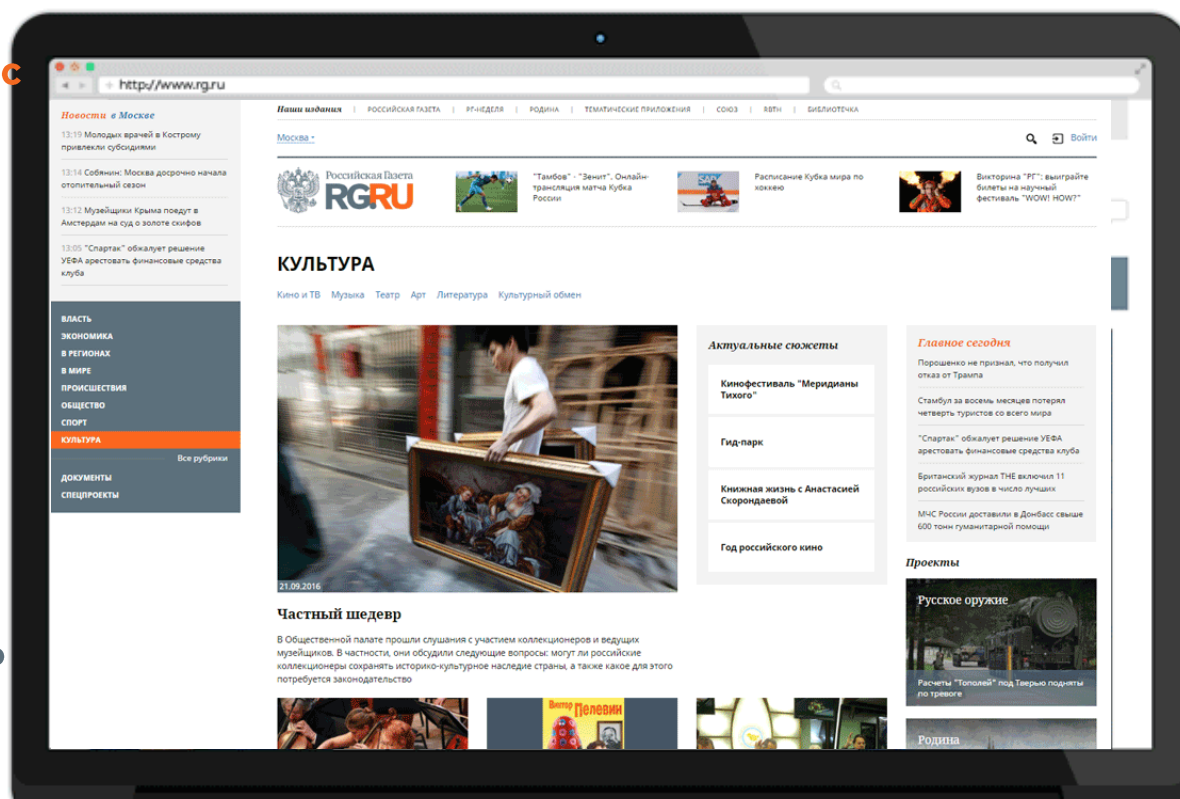 С
http://www.rg.ru
Новости в Москве
13:19 Молодых врачей в Кострому
привлекли субсидиями
13:14 Собянин: Москва досрочно начала
отопительный сезон
13:12 Музейщики Крыма поедут в
Амстердам на суд о золоте скифов
13:05 "Спартак" обжалует решение
УЕФА арестовать финансовые средства
клуба
ВЛАСТЬ
ЭКОНОМИКА
В РЕГИОНАХ
В МИРЕ
ПРОИСШЕСТВИЯ
ОБЩЕСТВО
СПОРТ
КУЛЬТУРА
Все рубрики
ДОКУМЕНТЫ
СПЕЦПРОЕКТЫ
Наши издания | РОССИЙСКАЯ ГАЗЕТА | РГ-НЕДЕЛЯ | РОДИНА | ТЕМАТИЧЕСКИЕ ПРИЛОЖЕНИЯ | СОЮЗ | RBTH | БИБЛИОТЕЧКА
Москва
Войти
Российская Газета
RG.RU
"Тамбов" - "Зенит". Онлайн-
трансляция матча Кубка
России
SAP
Расписание Кубка мира по
хоккею
Викторина "РГ": выиграйте
билеты на научный
фестиваль "WOW! HOW?"
КУЛЬТУРА
Кино и ТВ Музыка Театр Арт Литература Культурный обмен
21.09.2016
Частный шедевр
В Общественной палате прошли слушания с участием коллекционеров и ведущих
музейщиков. В частности, они обсудили следующие вопросы: могут ли российские
коллекционеры сохранять историко-культурное наследие страны, а также какое для этого
потребуется законодательство
Виктор Пелевин
Актуальные сюжеты
Кинофестиваль "Меридианы
Тихого"
Гид-парк
Книжная жизнь с Анастасией
Скорондаевой
Год российского кино
Главное сегодня
Порошенко не признал, что получил
отказ от Трампа
Стамбул за восемь месяцев потерял
четверть туристов со всего мира
"Спартак" обжалует решение УЕФА
арестовать финансовые средства клуба
Британский журнал THE включил 11
российских вузов в число лучших
МЧС России доставили в Донбасс свыше
600 тонн гуманитарной помощи
Проекты
Русское оружие
Расчеты "Тополей" под Тверью подняты
по тревоге
Родина